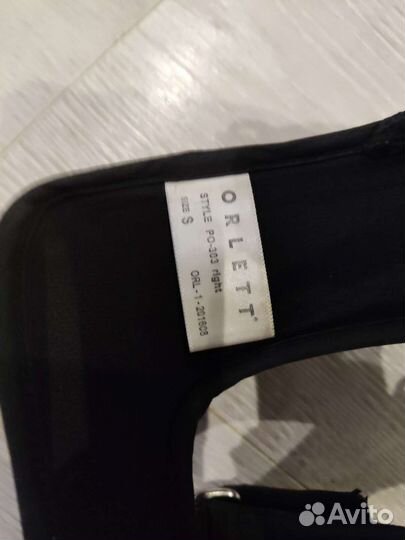 ORLETT®
STYLE PO-303 right
SIZE S
ORL-1-201608
Avito